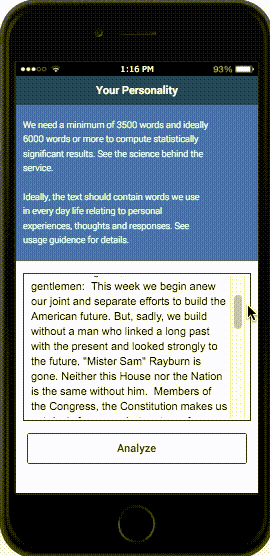 1:16 PM
93%
Your Personality
We need a minimum of 3500 words and ideally
6000 words or more to compute statistically
significant results. See the science behind the
service.
Ideally, the text should contain words we use
in every day life relating to personal
experiences, thoughts and responses. See
usage guidance for details.
gentlemen: This week we begin anew
our joint and separate efforts to build the
American future. But, sadly, we build
without a man who linked a long past
with the present and looked strongly to
the future. "Mister Sam" Rayburn is
gone. Neither this House nor the Nation
is the same without him. Members of
the Congress, the Constitution makes us
Analyze